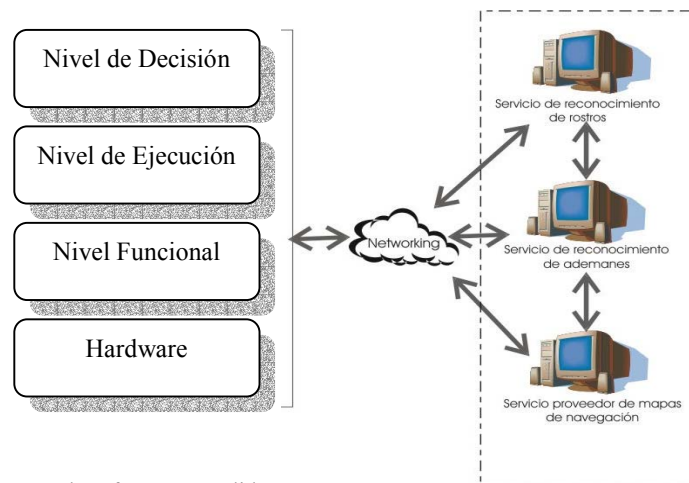 Nivel de Decisión
Nivel de Ejecución
Nivel Funcional
Hardware
Networking
Servicio de reconocimiento
de rostros
Servicio de reconocimiento
de ademanes
Servicio proveedor de mapas
de navegación